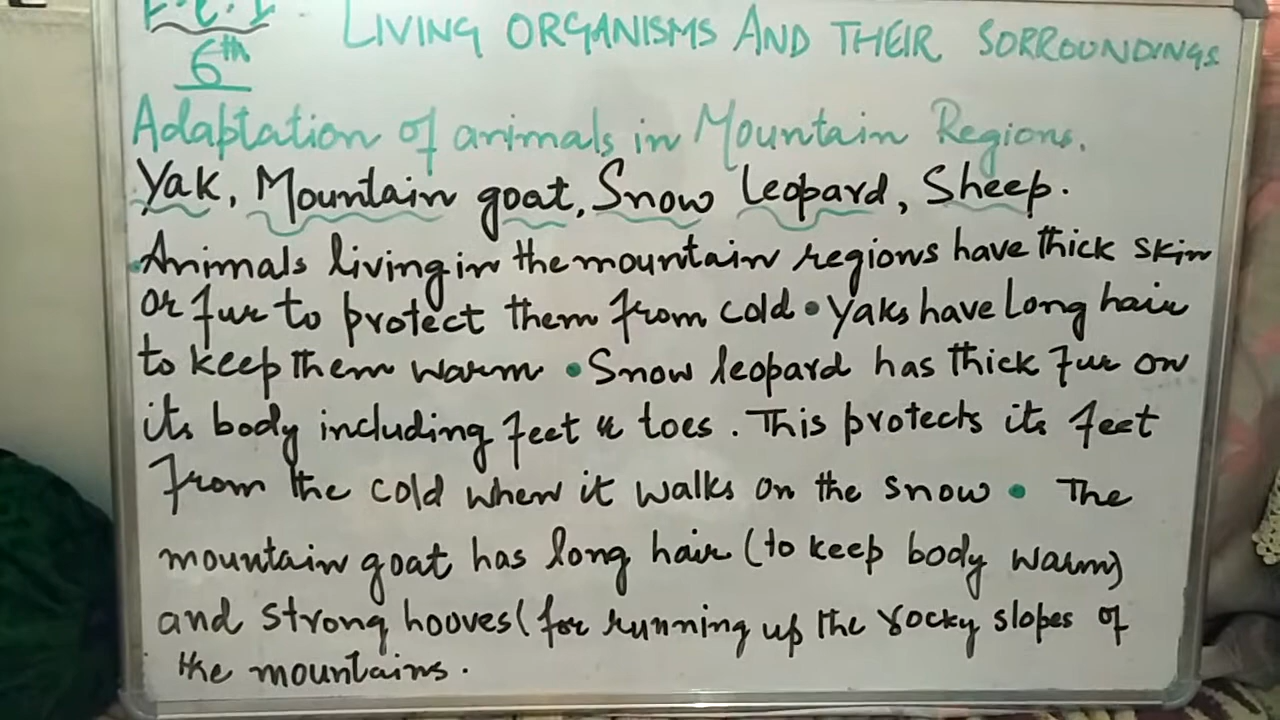 LIVING ORGANISMS AND THEIR SORROUNDINGS
6th
Adaptation of animals in Mountain Regions.
Yak, Mountain goat, Snow leopard, Sheep.
• Animals living in the mountain regions have thick skin
or fur to protect them from cold • Yaks have long hair
to keep them warm • Snow leopard has thick fur on
its body including feet & toes. This protects its feet
from the cold when it walks on the snow • The
mountain goat has long hair (to keep body warm)
and strong hooves (for running up the rocky slopes of
the mountains.